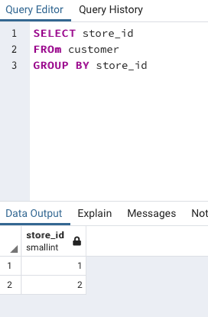 Query Editor Query History
1 SELECT store_id
2 FROm customer
3 GROUP BY store_id
Data Output Explain Messages Not
store_id
smallint
1 1
2 2